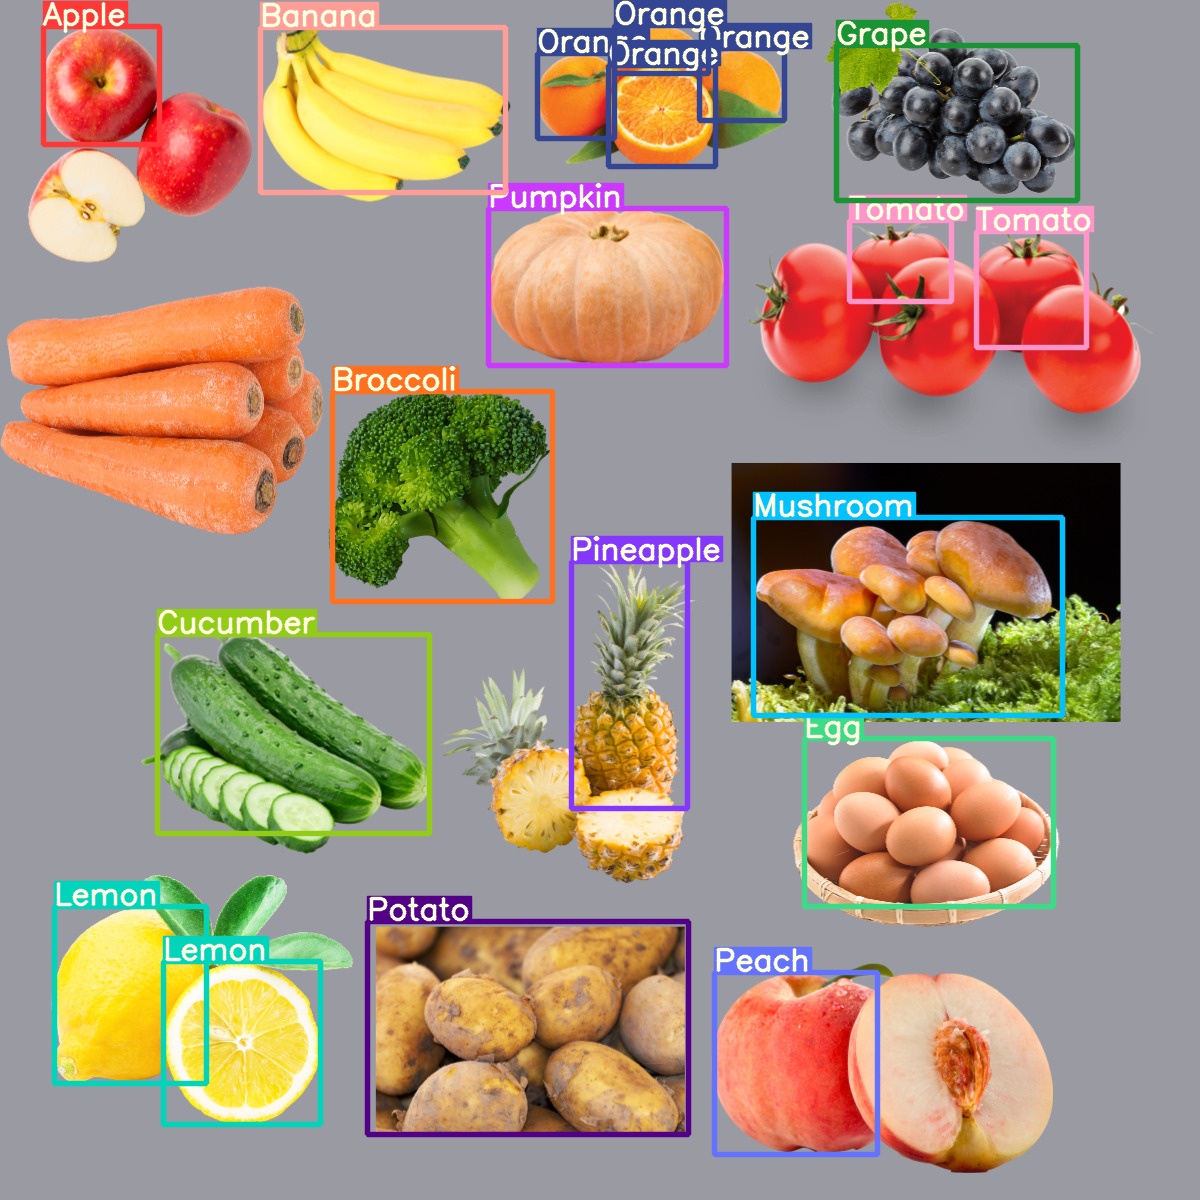 Apple
Banana
Orange
Orange
Orange
Orange
Grape
Pumpkin
Tomato
Tomato
Broccoli
Mushroom
Pineapple
Cucumber
Egg
Lemon
Lemon
Potato
Peach